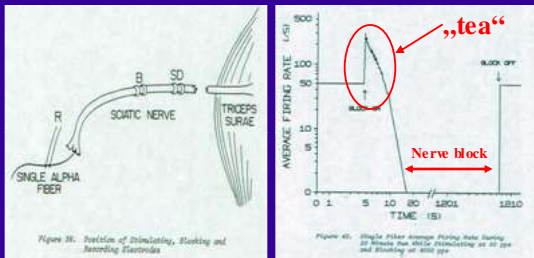 B
SD
R
SCIATIC NERVE
TRICEPS
SURAE
SINGLE ALPHA
FIBER
Figure 38. Position of Stimulating, Blocking and
Recording Electrodes
„tea“
AVERAGE FIRING RATE (/S)
500
100
50
10
5
1
0
BLOCK ON
BLOCK OFF
Nerve block
0 1 5 10 20 1201 1210
TIME (S)
Single Fiber Average Firing Rate During
20 Minute Run While Stimulating at 50 pps
and Blocking at 4000 pps